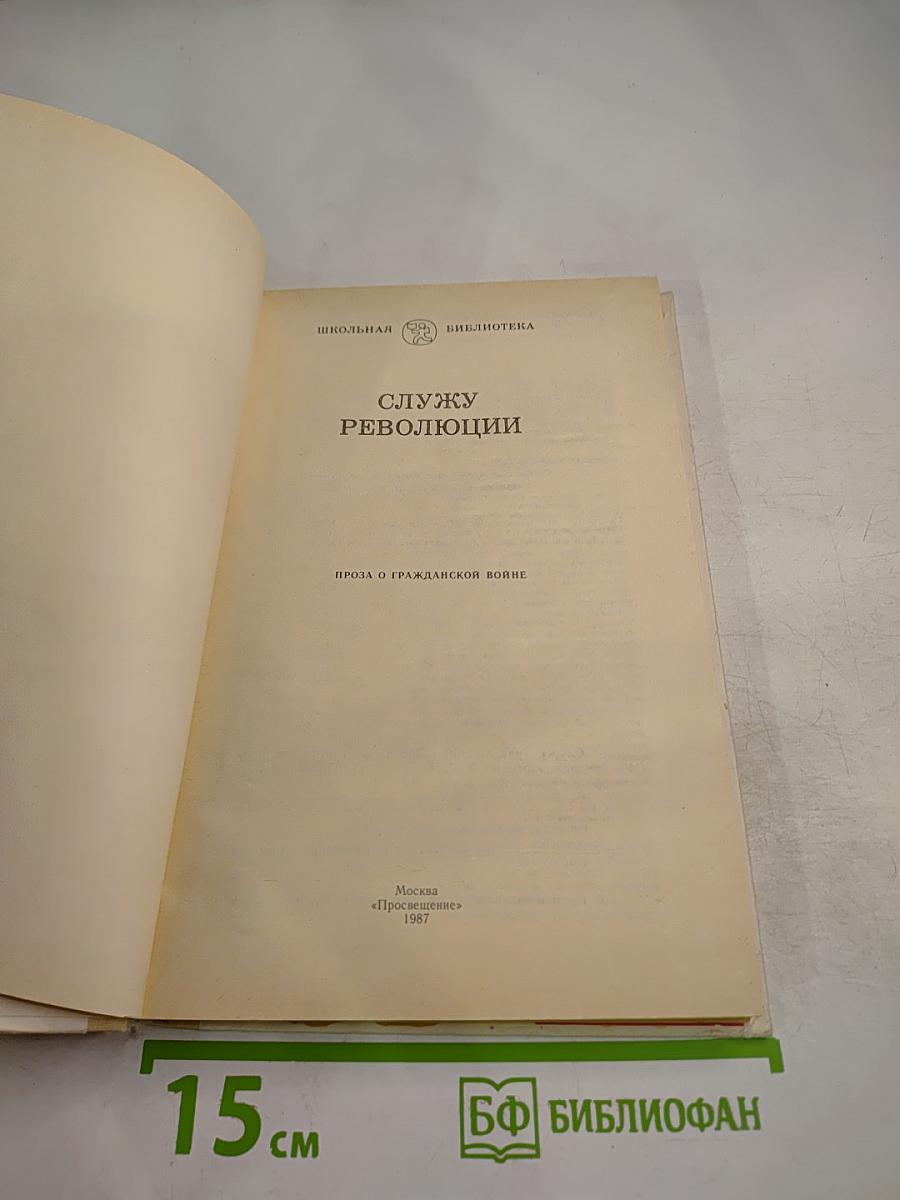 ШКОЛЬНАЯ БИБЛИОТЕКА
СЛУЖУ
РЕВОЛЮЦИИ
ПРОЗА О ГРАЖДАНСКОЙ ВОЙНЕ
Москва
«Просвещение»
1987
15 см
БФ БИБЛИОФАН